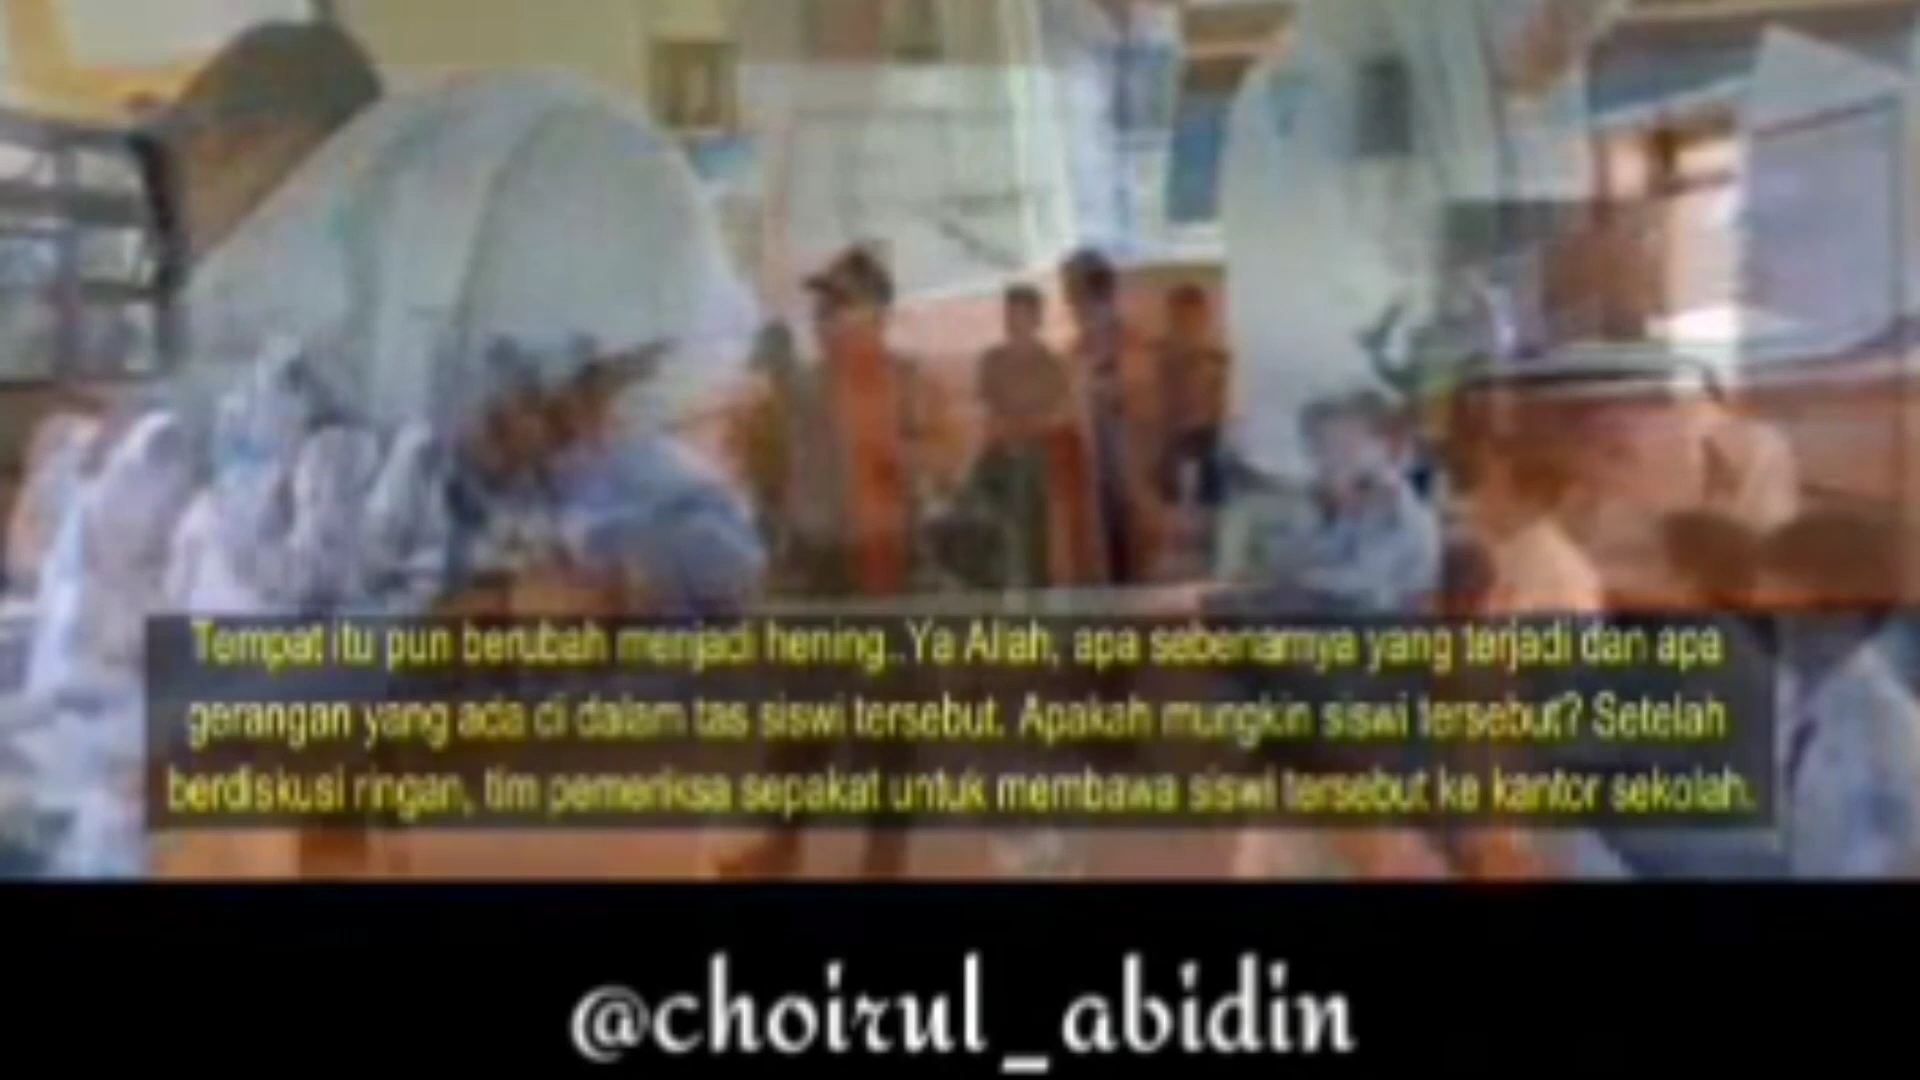 Tempat itu pun berubah menjadi hening..Ya Allah, apa sebenarnya yang terjadi dan apa
gerangan yang ada di dalam tas siswi tersebut. Apakah mungkin siswi tersebut? Setelah
berdiskusi ringan, tim pemeriksa sepakat untuk membawa siswi tersebut ke kantor sekolah.
@choirul_abidin